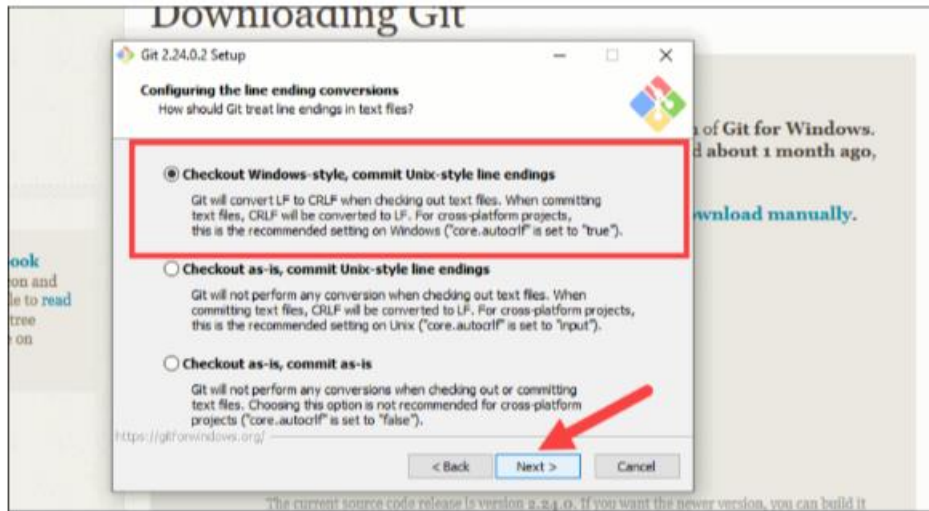 Downloading Git
Git 2.24.0.2 Setup
Configuring the line ending conversions
How should Git treat line endings in text files?
Checkout Windows-style, commit Unix-style line endings
Git will convert LF to CRLF when checking out text files. When committing
text files, CRLF will be converted to LF. For cross-platform projects,
this is the recommended setting on Windows ("core.autocrlf" is set to "true").
Checkout as-is, commit Unix-style line endings
Git will not perform any conversion when checking out text files. When
committing text files, CRLF will be converted to LF. For cross-platform projects,
this is the recommended setting on Unix ("core.autocrlf" is set to "input").
Checkout as-is, commit as-is
Git will not perform any conversions when checking out or committing
text files. Choosing this option is not recommended for cross-platform
projects ("core.autocrlf" is set to "false").
https://gitforwindows.org/
< Back
Next >
Cancel
of Git for Windows.
about 1 month ago,
download manually.
ook
on and
le to read
tree
on
The current source code release is version 2.24.0. If you want the newer version, you can build it